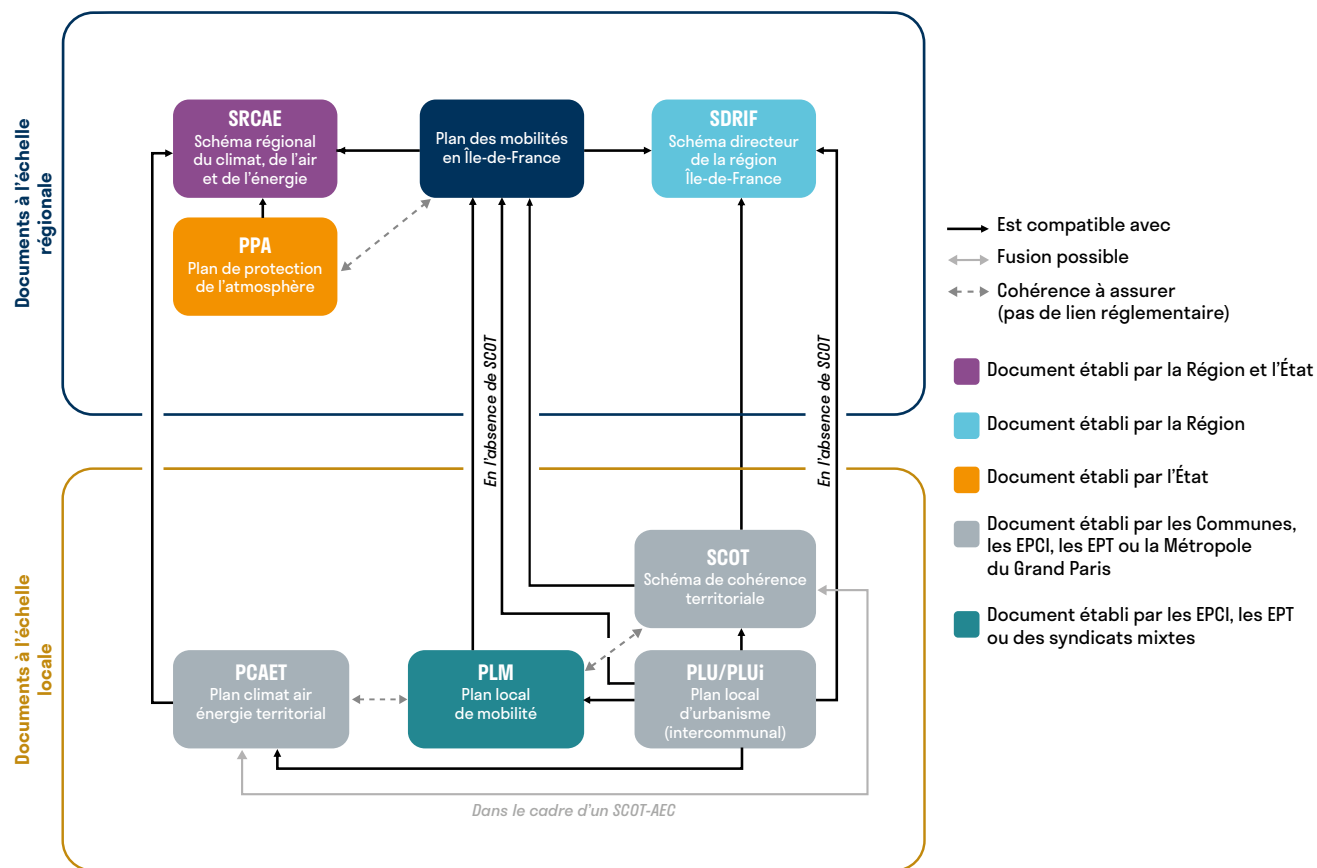 Documents à l'échelle
régionale
SRCAE
Schéma régional
du climat, de l'air
et de l'énergie
Plan des mobilités
en Île-de-France
SDRIF
Schéma directeur
de la région
Île-de-France
PPA
Plan de protection
de l'atmosphère
En l'absence de SCOT
En l'absence de SCOT
Documents à l'échelle
locale
SCOT
Schéma de cohérence
territoriale
PCAET
Plan climat air
énergie territorial
PLM
Plan local
de mobilité
PLU/PLUi
Plan local
d'urbanisme
(intercommunal)
Dans le cadre d'un SCOT-AEC
Est compatible avec
Fusion possible
Cohérence à assurer
(pas de lien réglementaire)
Document établi par la Région et l'État
Document établi par la Région
Document établi par l'État
Document établi par les Communes,
les EPCI, les EPT ou la Métropole
du Grand Paris
Document établi par les EPCI, les EPT
ou des syndicats mixtes